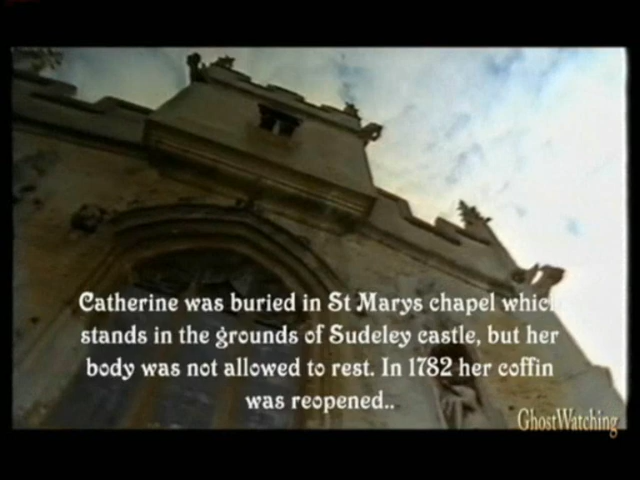 Catherine was buried in St Marys chapel which
stands in the grounds of Sudeley castle, but her
body was not allowed to rest. In 1782 her coffin
was reopened..
GhostWatching